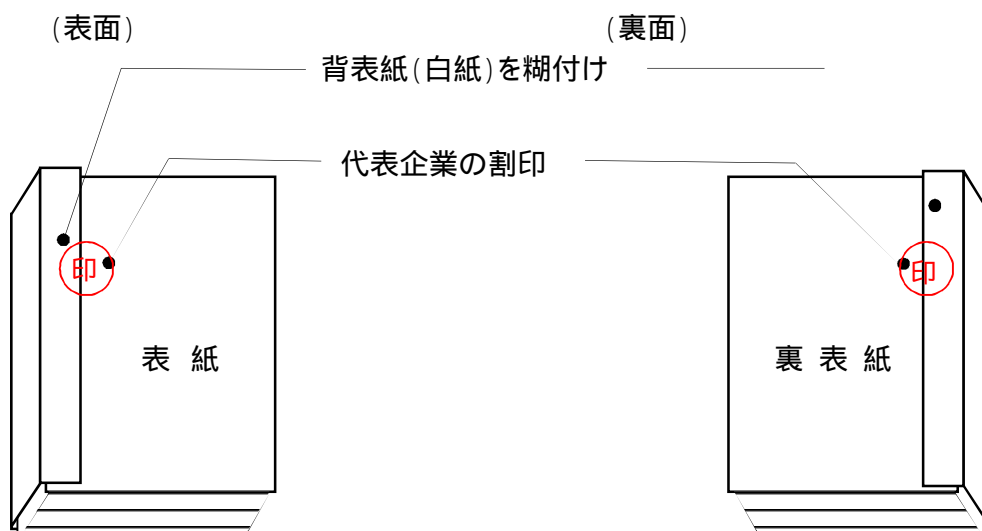 (表面)
(裏面)
背表紙(白紙)を糊付け
代表企業の割印
印
印
表 紙
裏 表 紙